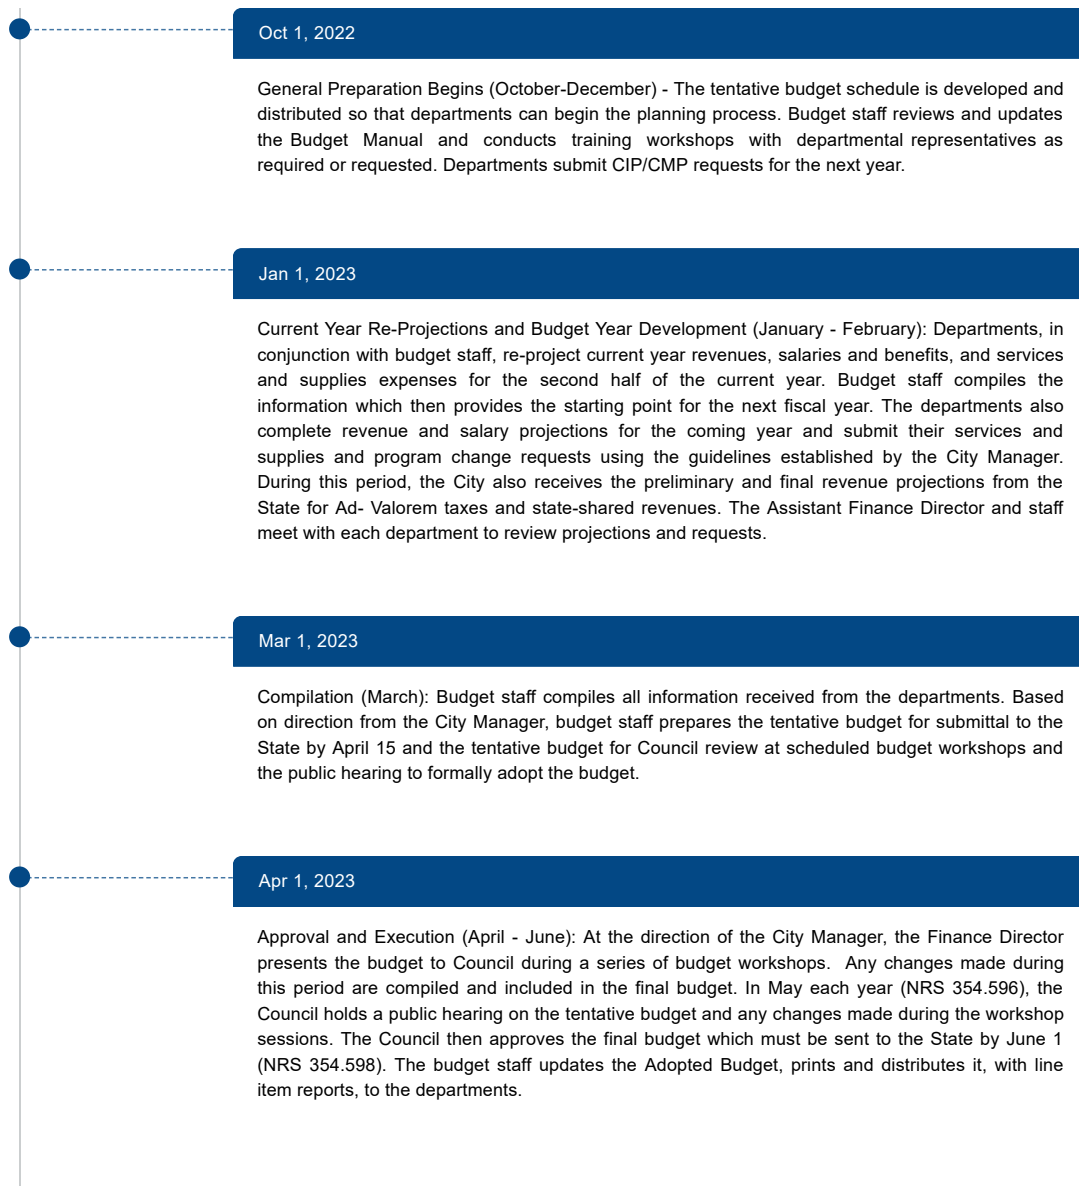 Oct 1, 2022
General Preparation Begins (October-December) - The tentative budget schedule is developed and
distributed so that departments can begin the planning process. Budget staff reviews and updates
the Budget Manual and conducts training workshops with departmental representatives as
required or requested. Departments submit CIP/CMP requests for the next year.
Jan 1, 2023
Current Year Re-Projections and Budget Year Development (January - February): Departments, in
conjunction with budget staff, re-project current year revenues, salaries and benefits, and services
and supplies expenses for the second half of the current year. Budget staff compiles the
information which then provides the starting point for the next fiscal year. The departments also
complete revenue and salary projections for the coming year and submit their services and
supplies and program change requests using the guidelines established by the City Manager.
During this period, the City also receives the preliminary and final revenue projections from the
State for Ad- Valorem taxes and state-shared revenues. The Assistant Finance Director and staff
meet with each department to review projections and requests.
Mar 1, 2023
Compilation (March): Budget staff compiles all information received from the departments. Based
on direction from the City Manager, budget staff prepares the tentative budget for submittal to the
State by April 15 and the tentative budget for Council review at scheduled budget workshops and
the public hearing to formally adopt the budget.
Apr 1, 2023
Approval and Execution (April - June): At the direction of the City Manager, the Finance Director
presents the budget to Council during a series of budget workshops. Any changes made during
this period are compiled and included in the final budget. In May each year (NRS 354.596), the
Council holds a public hearing on the tentative budget and any changes made during the workshop
sessions. The Council then approves the final budget which must be sent to the State by June 1
(NRS 354.598). The budget staff updates the Adopted Budget, prints and distributes it, with line
item reports, to the departments.